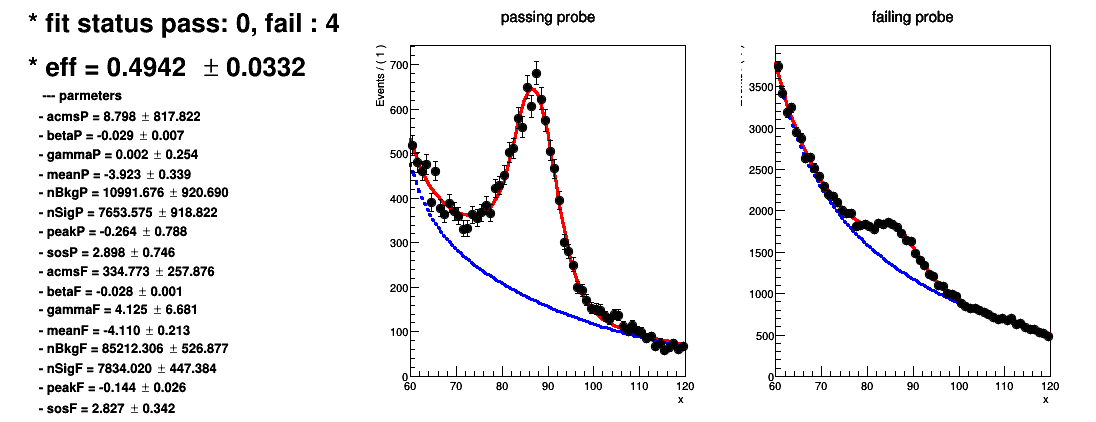 * fit status pass: 0, fail : 4
* eff = 0.4942 ± 0.0332
--- parmeters
- acmsP = 8.798 ± 817.822
- betaP = -0.029 ± 0.007
- gammaP = 0.002 ± 0.254
- meanP = -3.923 ± 0.339
- nBkgP = 10991.676 ± 920.690
- nSigP = 7653.575 ± 918.822
- peakP = -0.264 ± 0.788
- sosP = 2.898 ± 0.746
- acmsF = 334.773 ± 257.876
- betaF = -0.028 ± 0.001
- gammaF = 4.125 ± 6.681
- meanF = -4.110 ± 0.213
- nBkgF = 85212.306 ± 526.877
- nSigF = 7834.020 ± 447.384
- peakF = -0.144 ± 0.026
- sosF = 2.827 ± 0.342
passing probe
Events / ( 1 )
700
600
500
400
300
200
100
0
60 70 80 90 100 110 120
x
failing probe
3500
3000
2500
2000
1500
1000
500
0
60 70 80 90 100 110 120
x